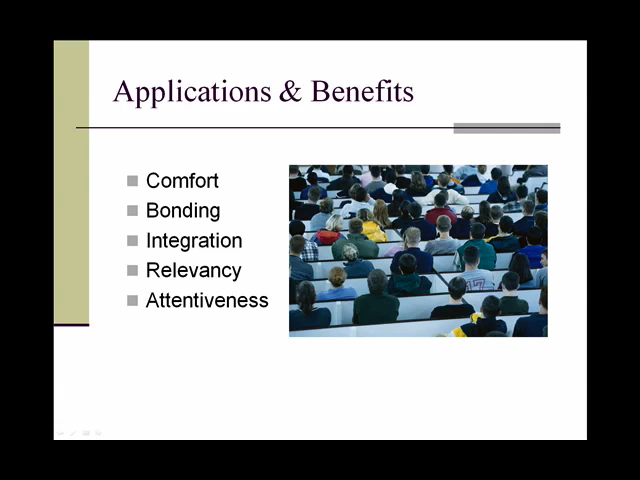 Applications & Benefits
Comfort
Bonding
Integration
Relevancy
Attentiveness